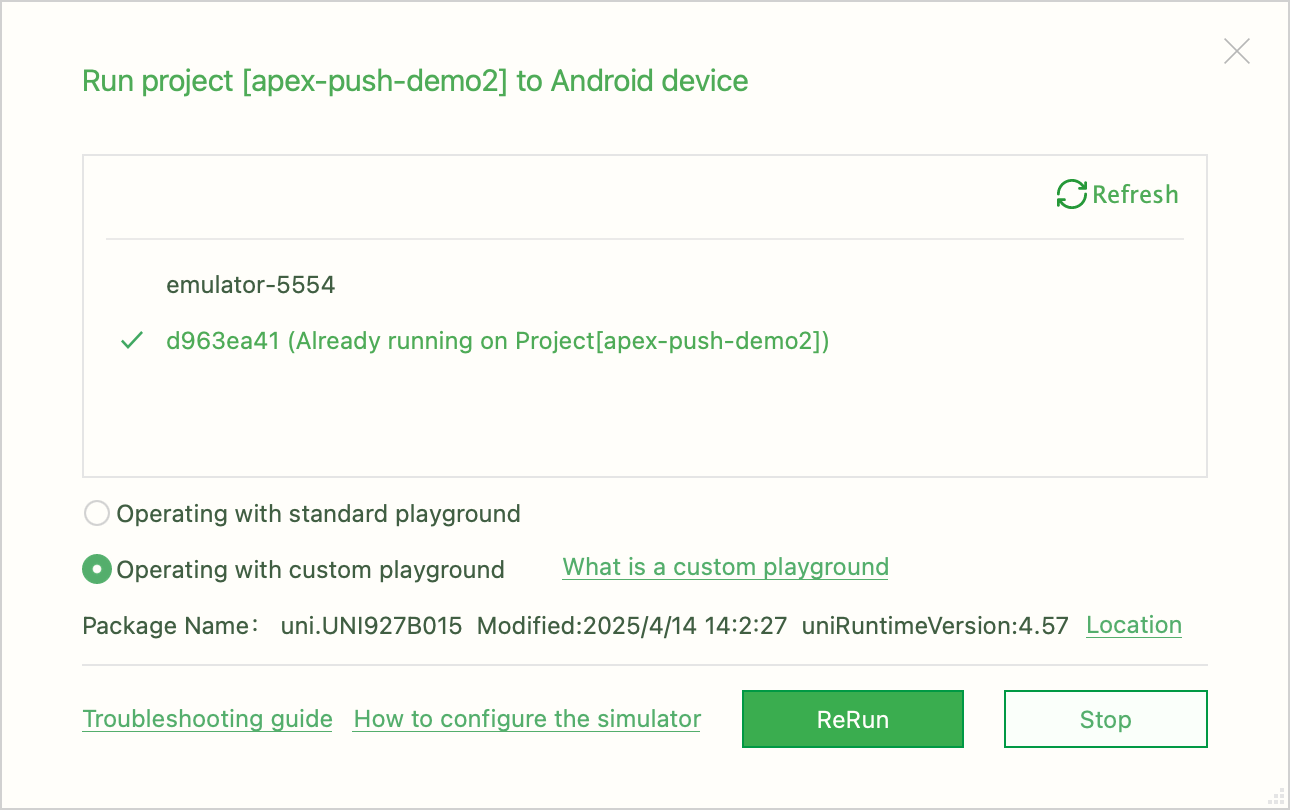 Run project [apex-push-demo2] to Android device
Refresh
emulator-5554
d963ea41 (Already running on Project[apex-push-demo2])
Operating with standard playground
Operating with custom playground What is a custom playground
Package Name： uni.UNI927B015 Modified:2025/4/14 14:2:27 uniRuntimeVersion:4.57 Location
Troubleshooting guide How to configure the simulator ReRun Stop